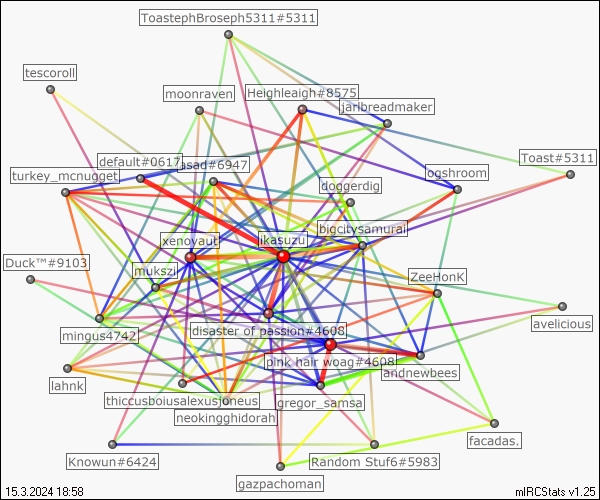 ToastephBroseph5311#5311
tescoroll
moonraven
Heighleaigh#8575
jarlbreadmaker
default#0617
asad#6947
turkey_mcnugget
doggerdig
ogshroom
Toast#5311
bigcitysamurai
xenovaut
ikasuzu
Duck™#9103
mukszi
ZeeHonK
mingus4742
disaster of passion#4608
avelicious
pink hair woag#4608
endnewbees
lahnk
thiccusboiusalexusjoneus
gregor_samsa
neokingghidorah
facadas.
Knowun#6424
Random Stuf6#5983
gazpachoman
15.3.2024 18:58
mIRCStats v1.25